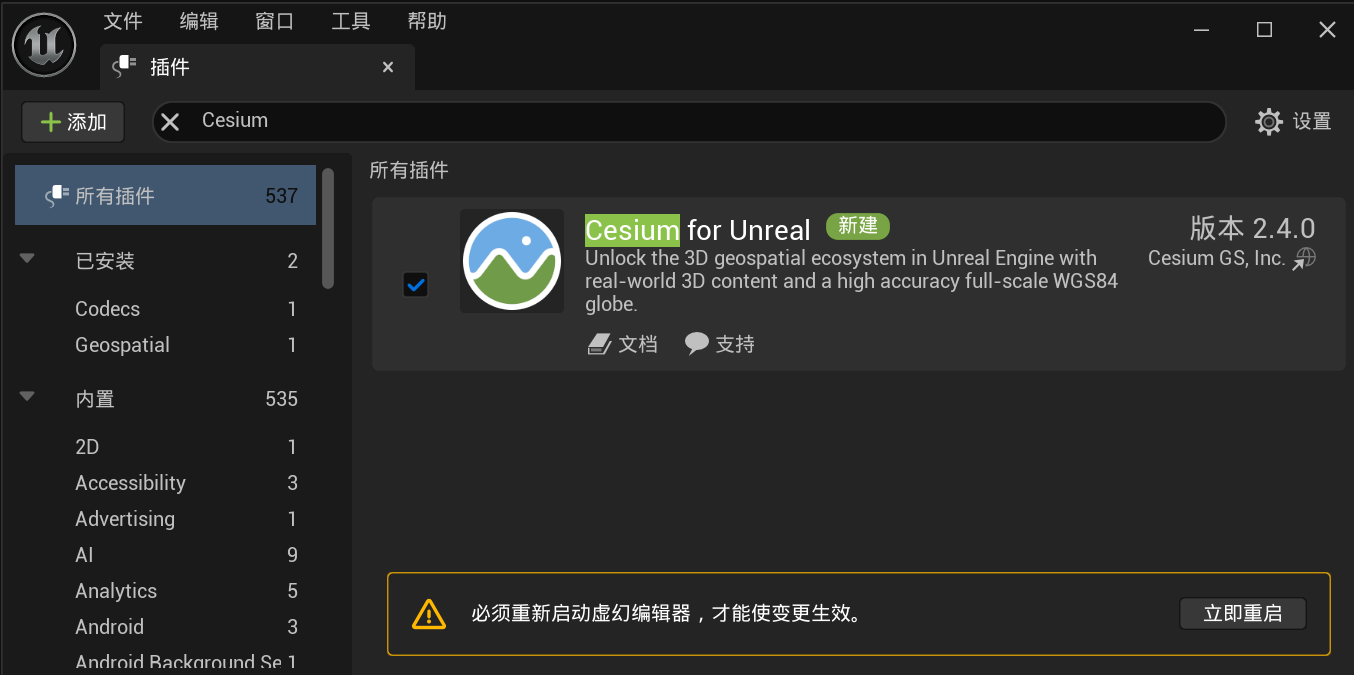 文件 编辑 窗口 工具 帮助
插件
添加 Cesium 设置
所有插件 537
已安装 2
Codecs 1
Geospatial 1
内置 535
2D 1
Accessibility 3
Advertising 1
AI 9
Analytics 5
Android 3
Android Background Se 1
所有插件
Cesium for Unreal 新建 版本 2.4.0
Unlock the 3D geospatial ecosystem in Unreal Engine with
real-world 3D content and a high accuracy full-scale WGS84
globe.
Cesium GS, Inc.
文档 支持
必须重新启动虚幻编辑器，才能使变更生效。 立即重启